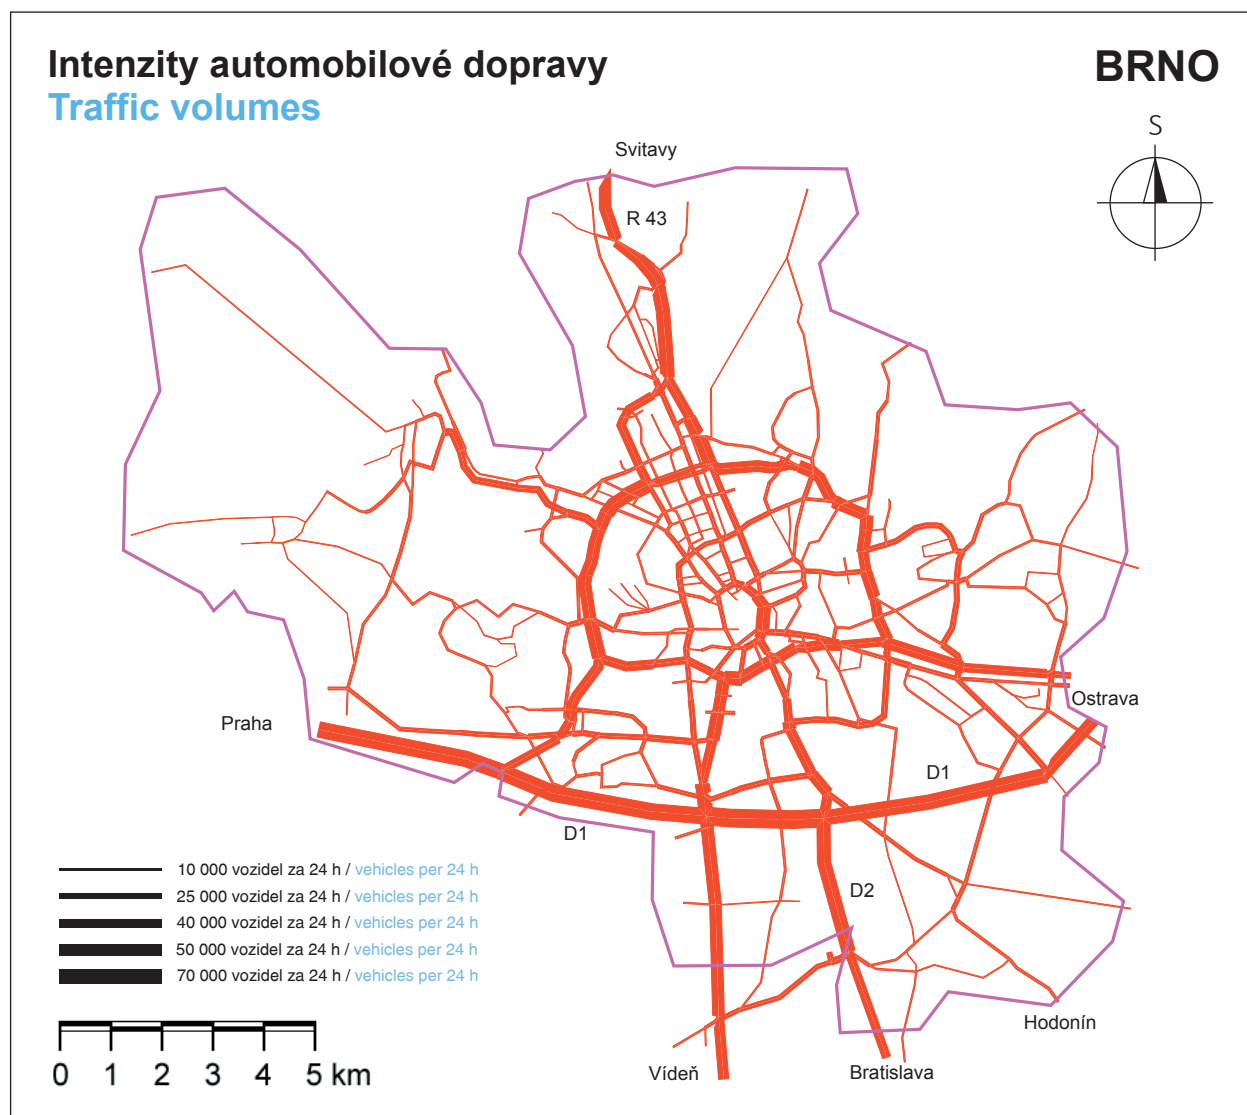 Intenzity automobilové dopravy
Traffic volumes
BRNO
S
Svitavy
R 43
Praha
Ostrava
D1
D1
D2
10 000 vozidel za 24 h / vehicles per 24 h
25 000 vozidel za 24 h / vehicles per 24 h
40 000 vozidel za 24 h / vehicles per 24 h
50 000 vozidel za 24 h / vehicles per 24 h
70 000 vozidel za 24 h / vehicles per 24 h
Hodonín
Vídeň
Bratislava
0 1 2 3 4 5 km